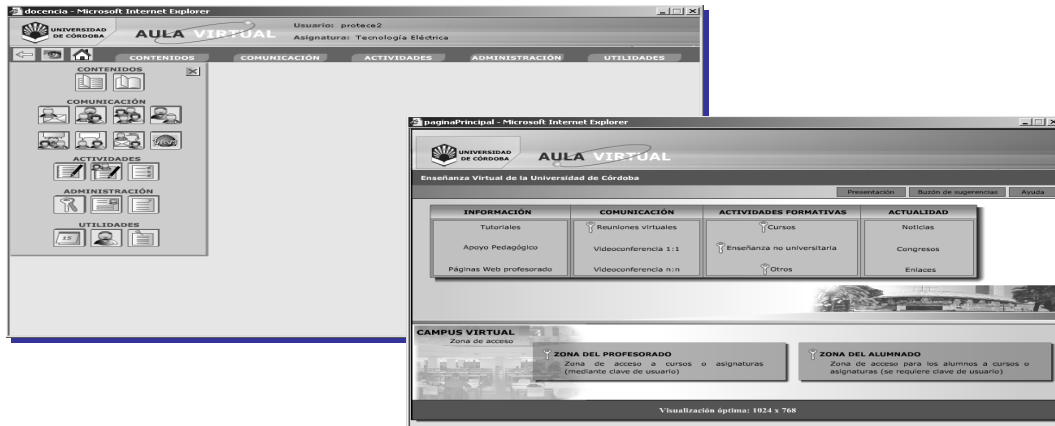 docencia - Microsoft Internet Explorer
UNIVERSIDAD
DE CÓRDOBA
AULA VIRTUAL
Usuario: protece2
Asignatura: Tecnología Eléctrica
CONTENIDOS COMUNICACIÓN ACTIVIDADES ADMINISTRACIÓN UTILIDADES
CONTENIDOS
COMUNICACIÓN
ACTIVIDADES
ADMINISTRACIÓN
UTILIDADES
15
paginaPrincipal - Microsoft Internet Explorer
UNIVERSIDAD
DE CÓRDOBA
AULA VIRTUAL
Enseñanza Virtual de la Universidad de Córdoba
Presentación Buzón de sugerencias Ayuda
INFORMACIÓN COMUNICACIÓN ACTIVIDADES FORMATIVAS ACTUALIDAD
Tutoriales Reuniones virtuales Cursos Noticias
Apoyo Pedagógico Videoconferencia 1:1 Enseñanza no universitaria Congresos
Páginas Web profesorado Videoconferencia n:n Otros Enlaces
CAMPUS VIRTUAL
Zona de acceso
ZONA DEL PROFESORADO
Zona de acceso a cursos o asignaturas
(mediante clave de usuario)
ZONA DEL ALUMNADO
Zona de acceso para los alumnos a cursos o
asignaturas (se requiere clave de usuario)
Visualización óptima: 1024 x 768